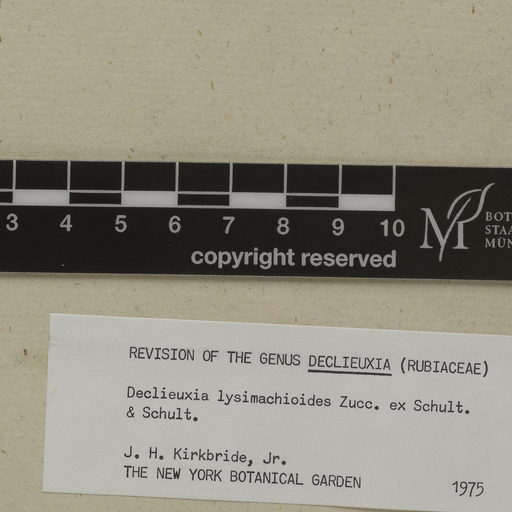 3 4 5 6 7 8 9 10
copyright reserved
M
BOT
STAA
MÜN
REVISION OF THE GENUS DECLIEUXIA (RUBIACEAE)
Declieuxia lysimachioides Zucc. ex Schult.
& Schult.
J. H. Kirkbride, Jr.
THE NEW YORK BOTANICAL GARDEN 1975